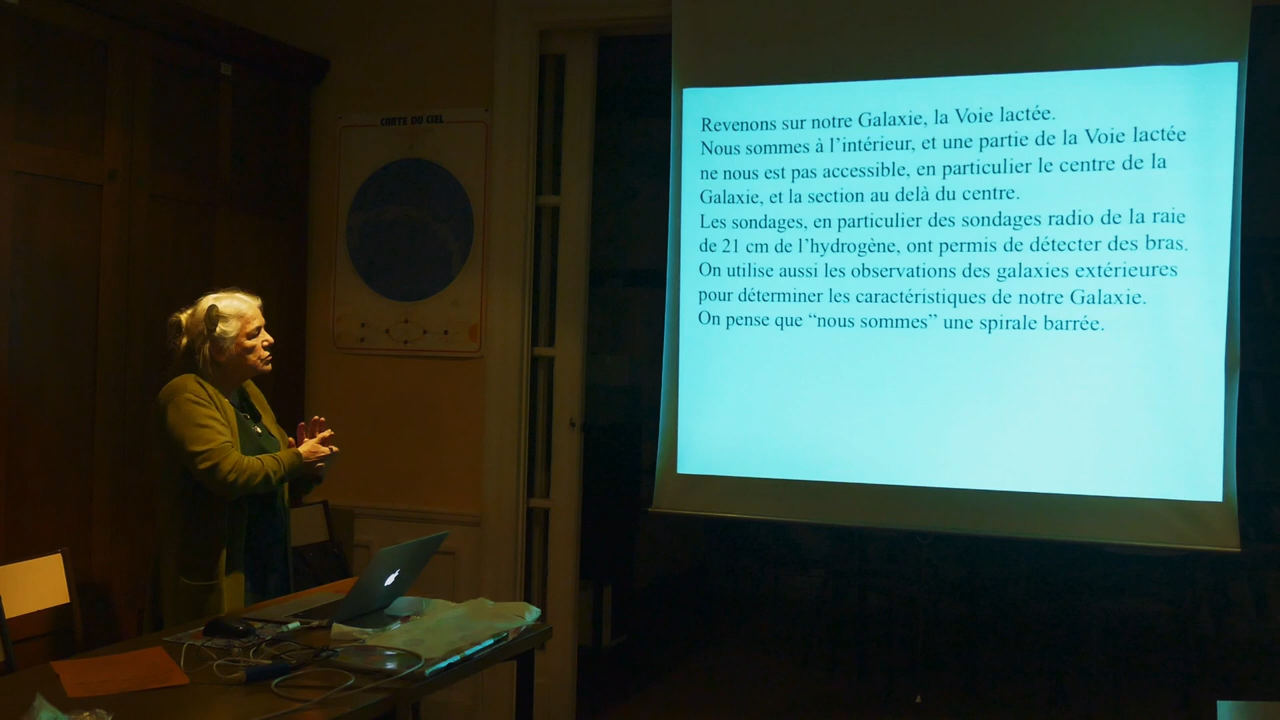 CARTE DU CIEL
Revenons sur notre Galaxie, la Voie lactée.
Nous sommes à l’intérieur, et une partie de la Voie lactée
ne nous est pas accessible, en particulier le centre de la
Galaxie, et la section au delà du centre.
Les sondages, en particulier des sondages radio de la raie
de 21 cm de l’hydrogène, ont permis de détecter des bras.
On utilise aussi les observations des galaxies extérieures
pour déterminer les caractéristiques de notre Galaxie.
On pense que “nous sommes” une spirale barrée.